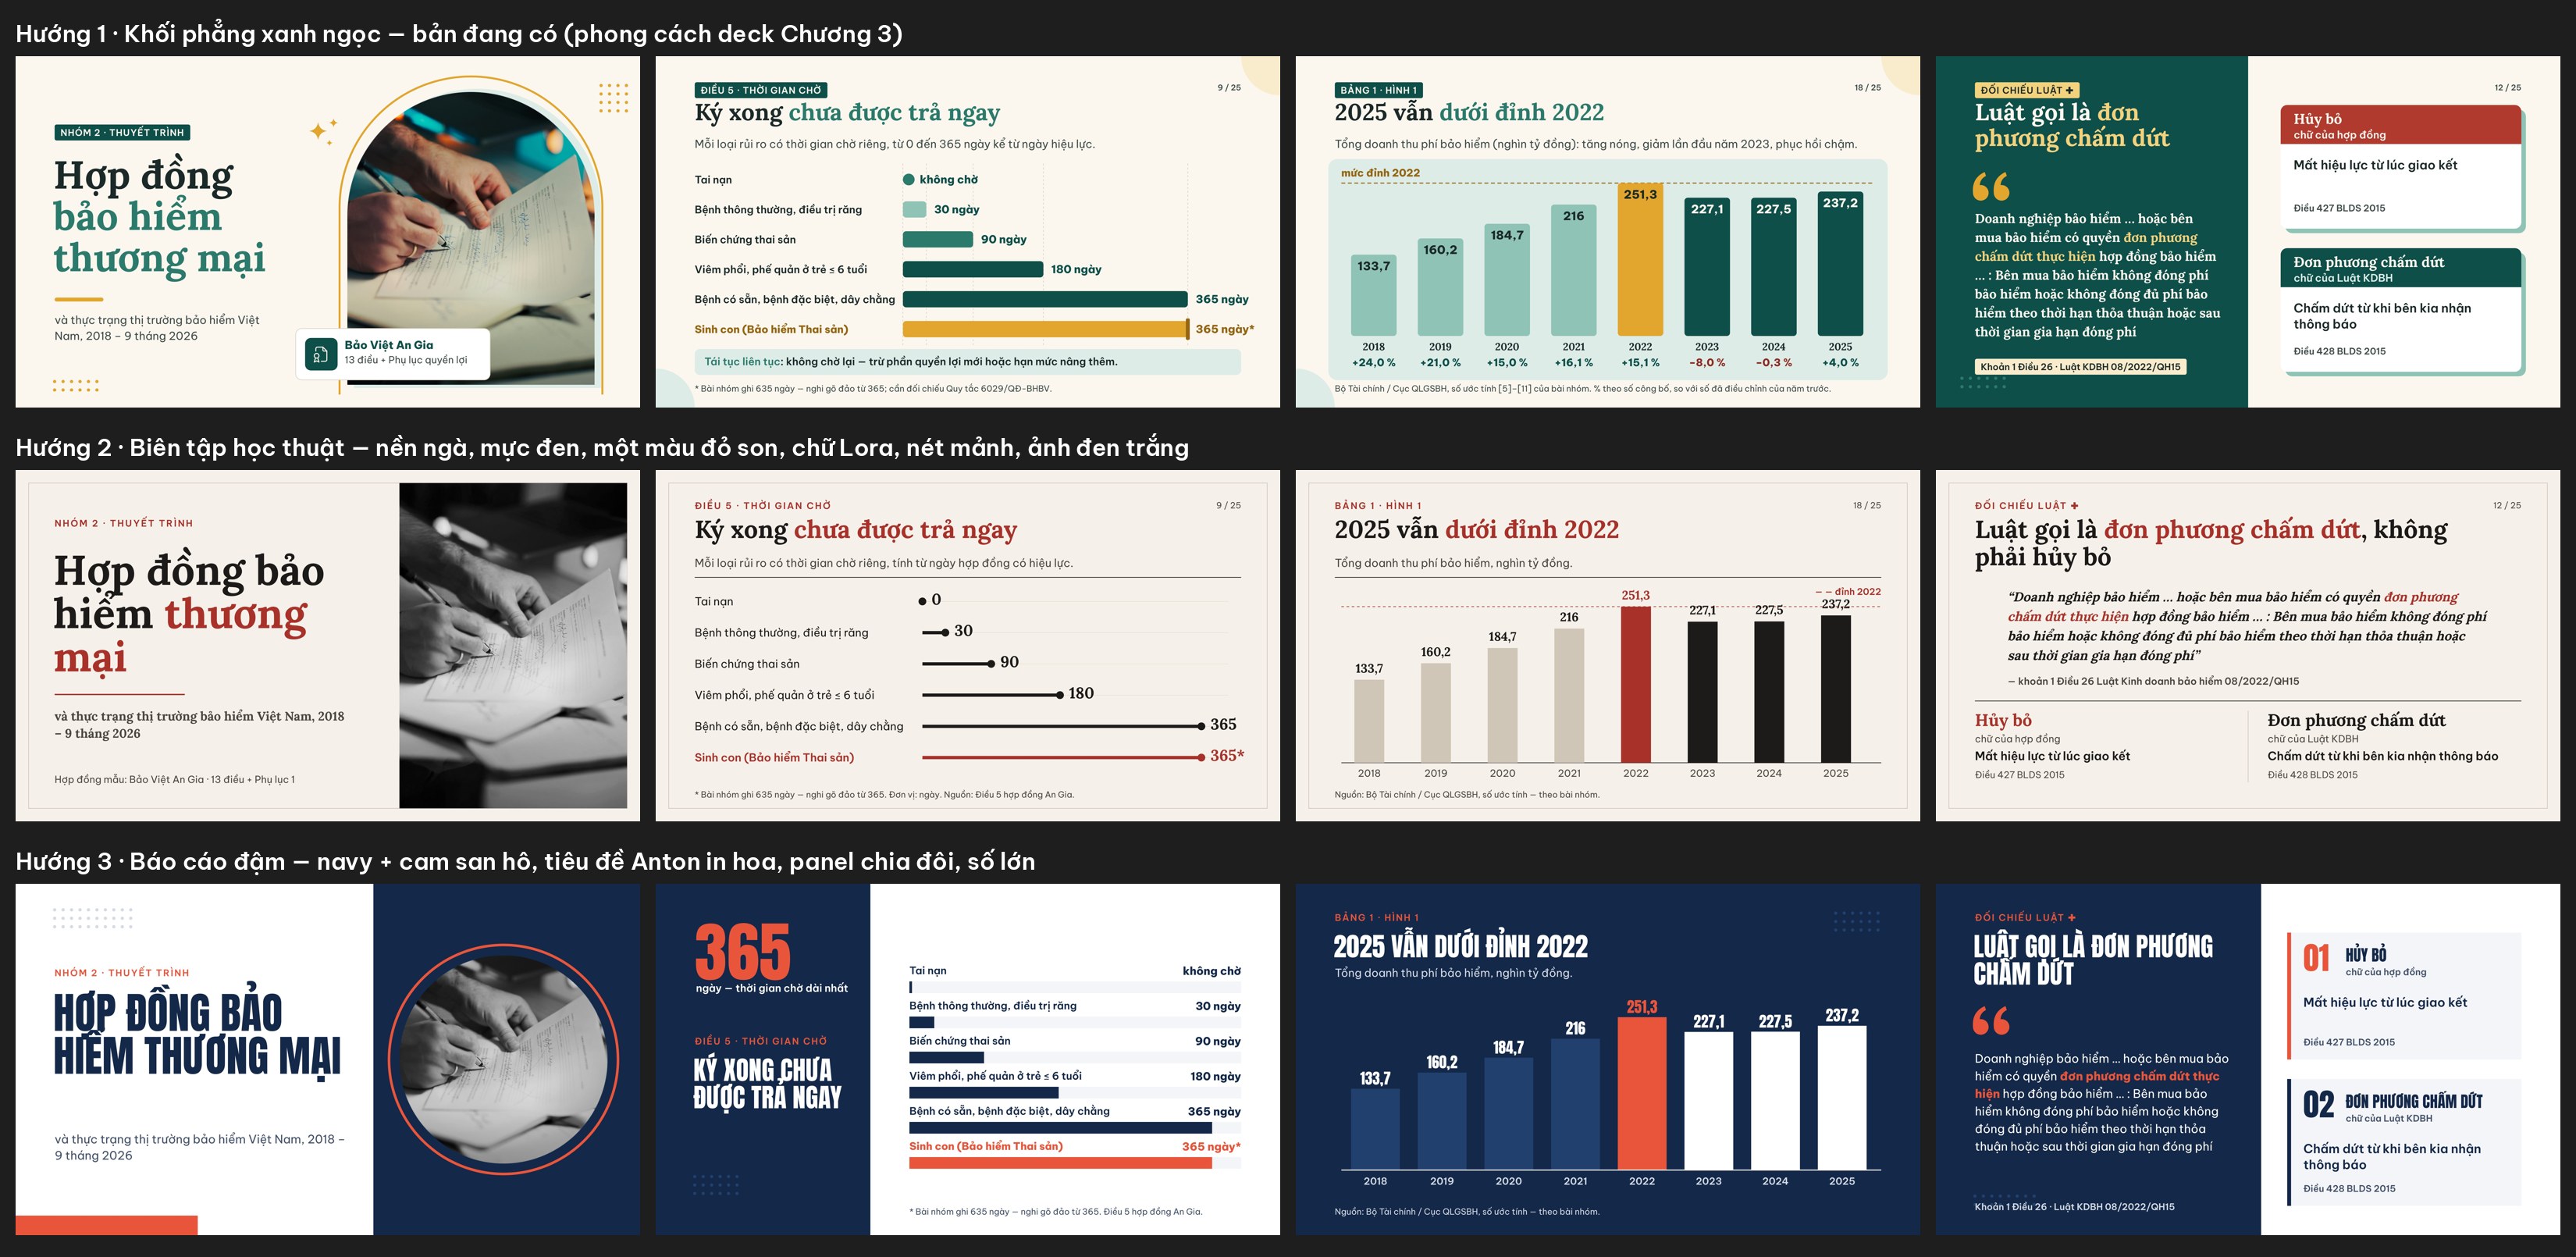 Hướng 1 · Khối phẳng xanh ngọc — bản đang có (phong cách deck Chương 3)
NHÓM 2 · THUYẾT TRÌNH
Hợp đồng
bảo hiểm
thương mại
và thực trạng thị trường bảo hiểm Việt
Nam, 2018 – 9 tháng 2026
Bảo Việt An Gia
13 điều + Phụ lục quyền lợi
ĐIỀU 5 · THỜI GIAN CHỜ
9 / 25
Ký xong chưa được trả ngay
Mỗi loại rủi ro có thời gian chờ riêng, từ 0 đến 365 ngày kể từ ngày hiệu lực.
Tai nạn
không chờ
Bệnh thông thường, điều trị răng
30 ngày
Biến chứng thai sản
90 ngày
Viêm phổi, phế quản ở trẻ ≤ 6 tuổi
180 ngày
Bệnh có sẵn, bệnh đặc biệt, dây chằng
365 ngày
Sinh con (Bảo hiểm Thai sản)
365 ngày*
Tái tục liên tục: không chờ lại — trừ phần quyền lợi mới hoặc hạn mức nâng thêm.
* Bài nhóm ghi 635 ngày — nghi gõ đảo từ 365; cần đối chiếu Quy tắc 6029/QĐ-BHBV.
BẢNG 1 · HÌNH 1
18 / 25
2025 vẫn dưới đỉnh 2022
Tổng doanh thu phí bảo hiểm (nghìn tỷ đồng): tăng nóng, giảm lần đầu năm 2023, phục hồi chậm.
mức đỉnh 2022
133,7
160,2
184,7
216
251,3
227,1
227,5
237,2
2018
2019
2020
2021
2022
2023
2024
2025
+24,0 %
+21,0 %
+15,0 %
+16,1 %
+15,1 %
−8,0 %
−0,3 %
+4,0 %
Bộ Tài chính / Cục QLGSBH, số ước tính [5]–[11] của bài nhóm. % theo số công bố, so với số đã điều chỉnh của năm trước.
ĐỐI CHIẾU LUẬT ✚
12 / 25
Luật gọi là đơn
phương chấm dứt
“
Doanh nghiệp bảo hiểm … hoặc bên
mua bảo hiểm có quyền đơn phương
chấm dứt thực hiện hợp đồng bảo hiểm
… : Bên mua bảo hiểm không đóng phí
bảo hiểm hoặc không đóng đủ phí bảo
hiểm theo thời hạn thỏa thuận hoặc sau
thời gian gia hạn đóng phí
Khoản 1 Điều 26 · Luật KDBH 08/2022/QH15
Hủy bỏ
chữ của hợp đồng
Mất hiệu lực từ lúc giao kết
Điều 427 BLDS 2015
Đơn phương chấm dứt
chữ của Luật KDBH
Chấm dứt từ khi bên kia nhận
thông báo
Điều 428 BLDS 2015
Hướng 2 · Biên tập học thuật — nền ngà, mực đen, một màu đỏ son, chữ Lora, nét mảnh, ảnh đen trắng
NHÓM 2 · THUYẾT TRÌNH
Hợp đồng bảo
hiểm thương
mại
và thực trạng thị trường bảo hiểm Việt Nam, 2018
– 9 tháng 2026
Hợp đồng mẫu: Bảo Việt An Gia · 13 điều + Phụ lục 1
ĐIỀU 5 · THỜI GIAN CHỜ
9 / 25
Ký xong chưa được trả ngay
Mỗi loại rủi ro có thời gian chờ riêng, tính từ ngày hợp đồng có hiệu lực.
Tai nạn
0
Bệnh thông thường, điều trị răng
30
Biến chứng thai sản
90
Viêm phổi, phế quản ở trẻ ≤ 6 tuổi
180
Bệnh có sẵn, bệnh đặc biệt, dây chằng
365
Sinh con (Bảo hiểm Thai sản)
365*
* Bài nhóm ghi 635 ngày — nghi gõ đảo từ 365. Đơn vị: ngày. Nguồn: Điều 5 hợp đồng An Gia.
BẢNG 1 · HÌNH 1
18 / 25
2025 vẫn dưới đỉnh 2022
Tổng doanh thu phí bảo hiểm, nghìn tỷ đồng.
– – đỉnh 2022
133,7
160,2
184,7
216
251,3
227,1
227,5
237,2
2018
2019
2020
2021
2022
2023
2024
2025
Nguồn: Bộ Tài chính / Cục QLGSBH, số ước tính — theo bài nhóm.
ĐỐI CHIẾU LUẬT ✚
12 / 25
Luật gọi là đơn phương chấm dứt, không
phải hủy bỏ
“Doanh nghiệp bảo hiểm … hoặc bên mua bảo hiểm có quyền đơn phương
chấm dứt thực hiện hợp đồng bảo hiểm … : Bên mua bảo hiểm không đóng phí
bảo hiểm hoặc không đóng đủ phí bảo hiểm theo thời hạn thỏa thuận hoặc
sau thời gian gia hạn đóng phí”
— khoản 1 Điều 26 Luật Kinh doanh bảo hiểm 08/2022/QH15
Hủy bỏ
chữ của hợp đồng
Mất hiệu lực từ lúc giao kết
Điều 427 BLDS 2015
Đơn phương chấm dứt
chữ của Luật KDBH
Chấm dứt từ khi bên kia nhận thông báo
Điều 428 BLDS 2015
Hướng 3 · Báo cáo đậm — navy + cam san hô, tiêu đề Anton in hoa, panel chia đôi, số lớn
NHÓM 2 · THUYẾT TRÌNH
HỢP ĐỒNG BẢO
HIỂM THƯƠNG MẠI
và thực trạng thị trường bảo hiểm Việt Nam, 2018 –
9 tháng 2026
365
ngày — thời gian chờ dài nhất
ĐIỀU 5 · THỜI GIAN CHỜ
KÝ XONG CHƯA
ĐƯỢC TRẢ NGAY
Tai nạn
không chờ
Bệnh thông thường, điều trị răng
30 ngày
Biến chứng thai sản
90 ngày
Viêm phổi, phế quản ở trẻ ≤ 6 tuổi
180 ngày
Bệnh có sẵn, bệnh đặc biệt, dây chằng
365 ngày
Sinh con (Bảo hiểm Thai sản)
365 ngày*
* Bài nhóm ghi 635 ngày — nghi gõ đảo từ 365. Điều 5 hợp đồng An Gia.
BẢNG 1 · HÌNH 1
2025 VẪN DƯỚI ĐỈNH 2022
Tổng doanh thu phí bảo hiểm, nghìn tỷ đồng.
133,7
160,2
184,7
216
251,3
227,1
227,5
237,2
2018
2019
2020
2021
2022
2023
2024
2025
Nguồn: Bộ Tài chính / Cục QLGSBH, số ước tính — theo bài nhóm.
ĐỐI CHIẾU LUẬT ✚
LUẬT GỌI LÀ ĐƠN PHƯƠNG
CHẤM DỨT
“
Doanh nghiệp bảo hiểm … hoặc bên mua bảo
hiểm có quyền đơn phương chấm dứt thực
hiện hợp đồng bảo hiểm … : Bên mua bảo
hiểm không đóng phí bảo hiểm hoặc không
đóng đủ phí bảo hiểm theo thời hạn thỏa
thuận hoặc sau thời gian gia hạn đóng phí
Khoản 1 Điều 26 · Luật KDBH 08/2022/QH15
01
HỦY BỎ
chữ của hợp đồng
Mất hiệu lực từ lúc giao kết
Điều 427 BLDS 2015
02
ĐƠN PHƯƠNG CHẤM DỨT
chữ của Luật KDBH
Chấm dứt từ khi bên kia nhận
thông báo
Điều 428 BLDS 2015